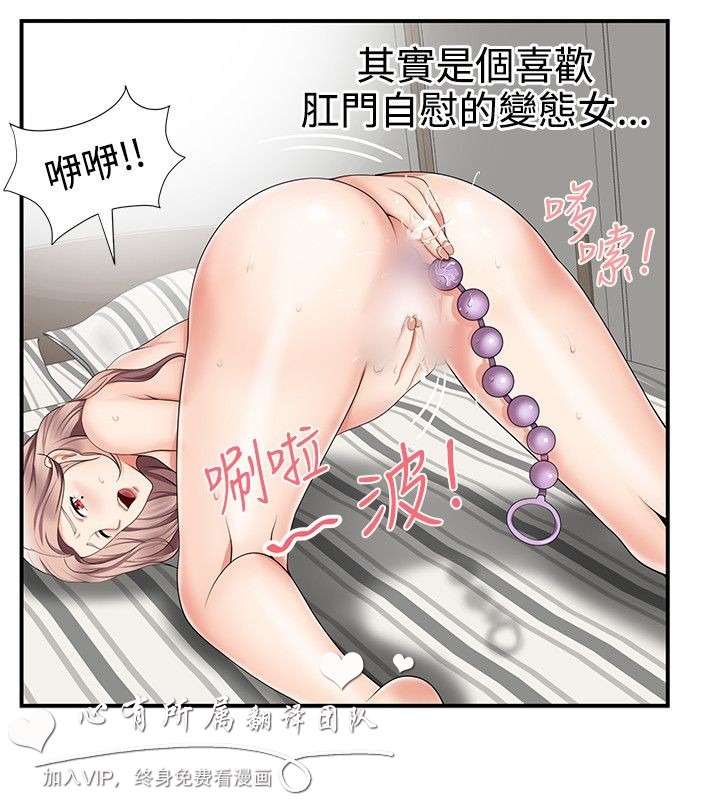 其實是個喜歡
肛門自慰的變態女...
咿咿!!
哆
嗦!
唰啦
波!
心有所属翻译团队
加入VIP，终身免费看漫画